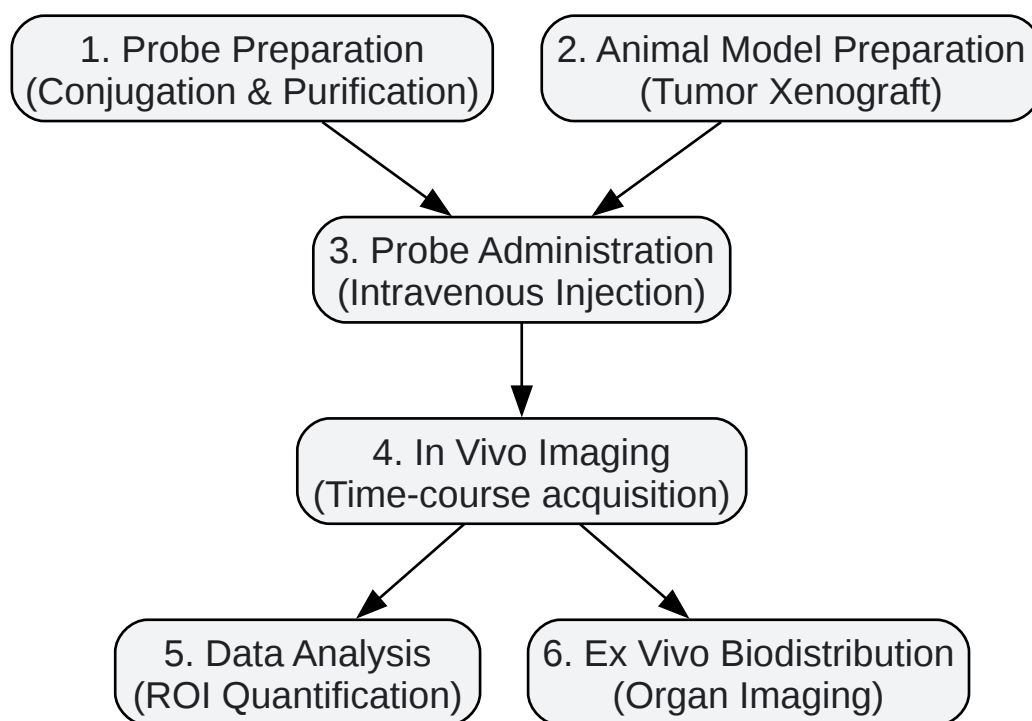 1. Probe Preparation
(Conjugation & Purification)
2. Animal Model Preparation
(Tumor Xenograft)
3. Probe Administration
(Intravenous Injection)
4. In Vivo Imaging
(Time-course acquisition)
5. Data Analysis
(ROI Quantification)
6. Ex Vivo Biodistribution
(Organ Imaging)